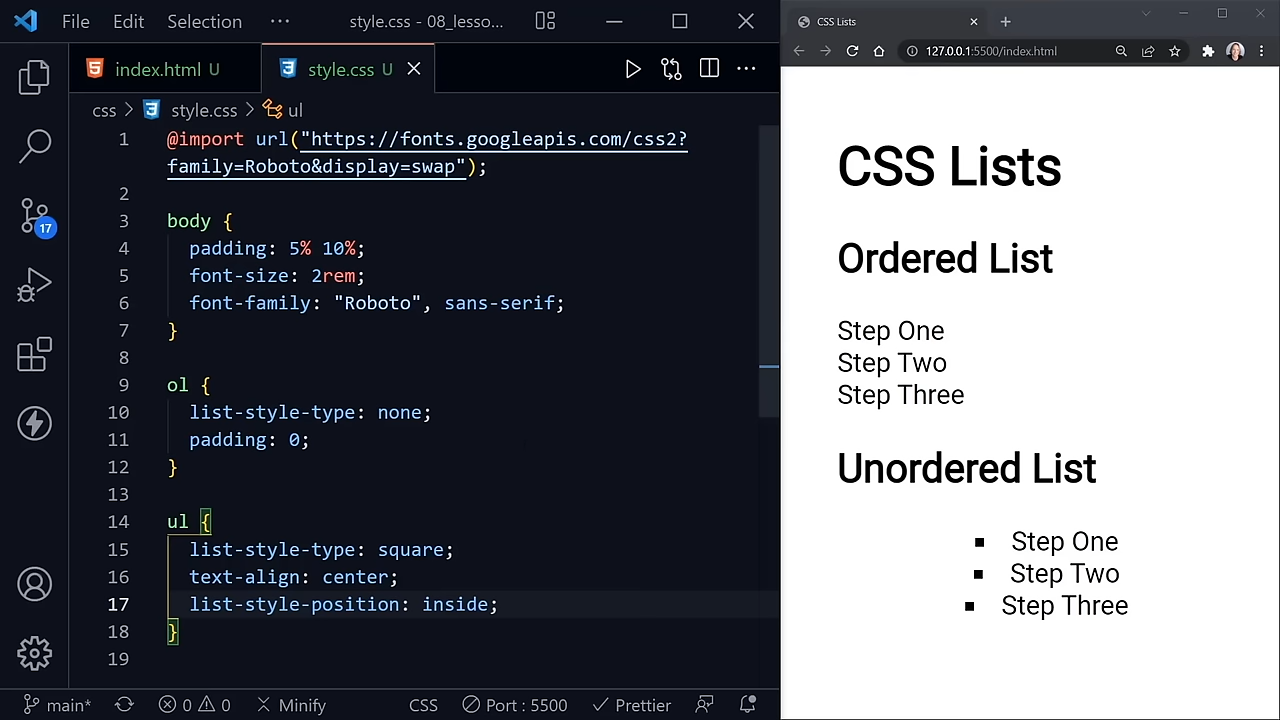 File Edit Selection ··· style.css - 08_lesso...
index.html U style.css U
css > style.css > ul
1 @import url("https://fonts.googleapis.com/css2?
family=Roboto&display=swap");
2
3 body {
4 padding: 5% 10%;
5 font-size: 2rem;
6 font-family: "Roboto", sans-serif;
7 }
8
9 ol {
10 list-style-type: none;
11 padding: 0;
12 }
13
14 ul {
15 list-style-type: square;
16 text-align: center;
17 list-style-position: inside;
18 }
19
17
main* 0 0 Minify CSS Port : 5500 Prettier
CSS Lists
127.0.0.1:5500/index.html
CSS Lists
Ordered List
Step One
Step Two
Step Three
Unordered List
▪ Step One
▪ Step Two
▪ Step Three